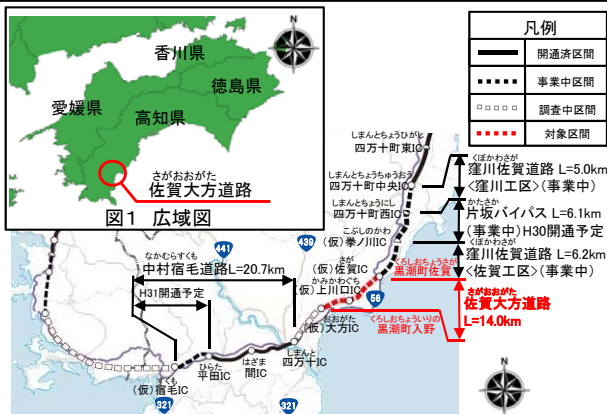 香川県
徳島県
愛媛県
高知県
さがおおがた
佐賀大方道路
図1 広域図
凡例
開通済区間
事業中区間
調査中区間
対象区間
しまんとちょうひがし
四万十町東IC
しまんとちょうちゅうおう
四万十町中央IC
しまんとちょうにし
四万十町西IC
こぶしのかわ
(仮)拳ノ川IC
さが
(仮)佐賀IC
かみかわぐち
(仮)上川口IC
おおがた
(仮)大方IC
くぼかわさが
窪川佐賀道路 L=5.0km
<窪川工区>(事業中)
かたさか
片坂バイパス L=6.1km
(事業中)H30開通予定
くぼかわさが
窪川佐賀道路 L=6.2km
<佐賀工区>(事業中)
くろしおちょうさが
黒潮町佐賀
さがおおがた
佐賀大方道路
L=14.0km
くろしおちょういりの
黒潮町入野
441
439
56
なかむらすくも
中村宿毛道路L=20.7km
H31開通予定
すくも
(仮)宿毛IC
ひらた
平田IC
はざま
間IC
しまんと
四万十IC
321
321